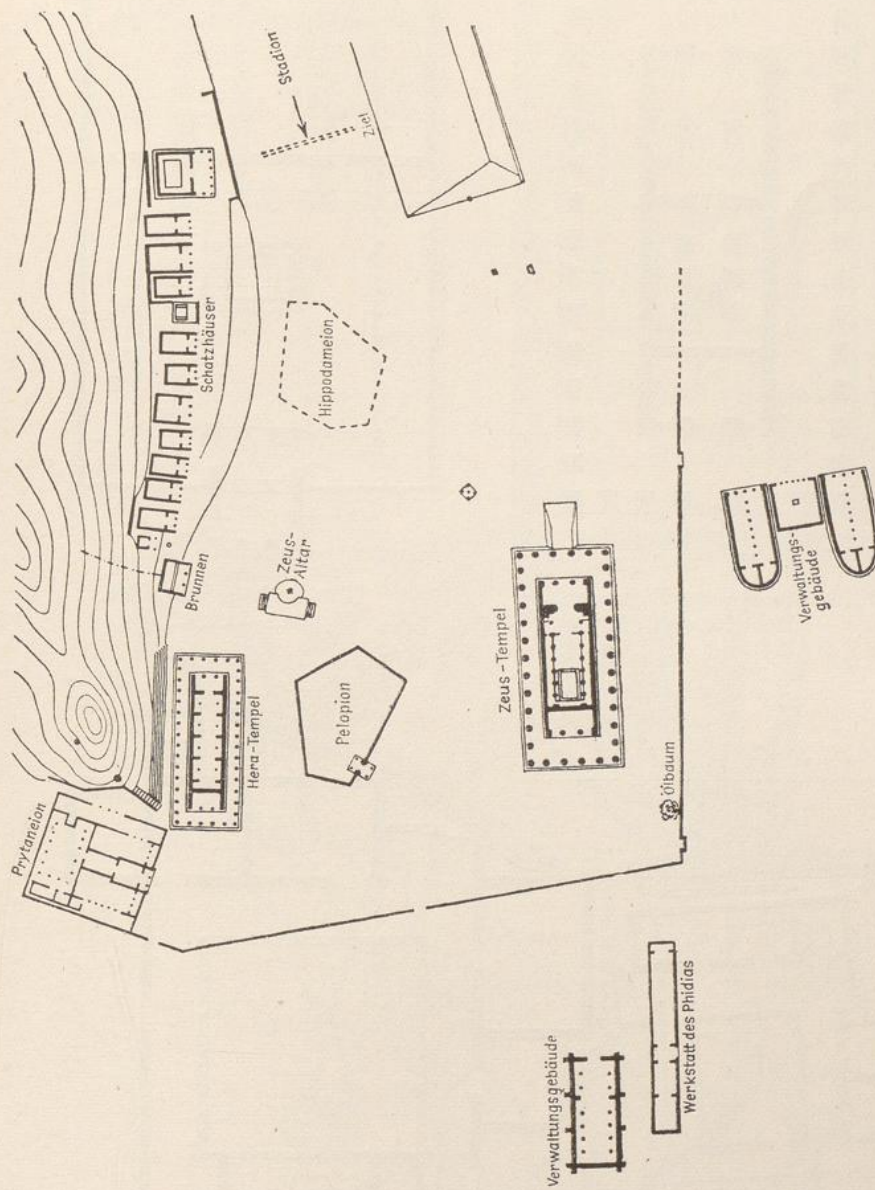 Prytaneion
Brunnen
Schatzhäuser
Hera-Tempel
Stadion
Zeus-
Altar
Hippodameion
Pelopion
Ziel
Zeus-Tempel
Verwaltungsgebäude
Ölbaum
Werkstatt des Phidias
Verwaltungs-
gebäude